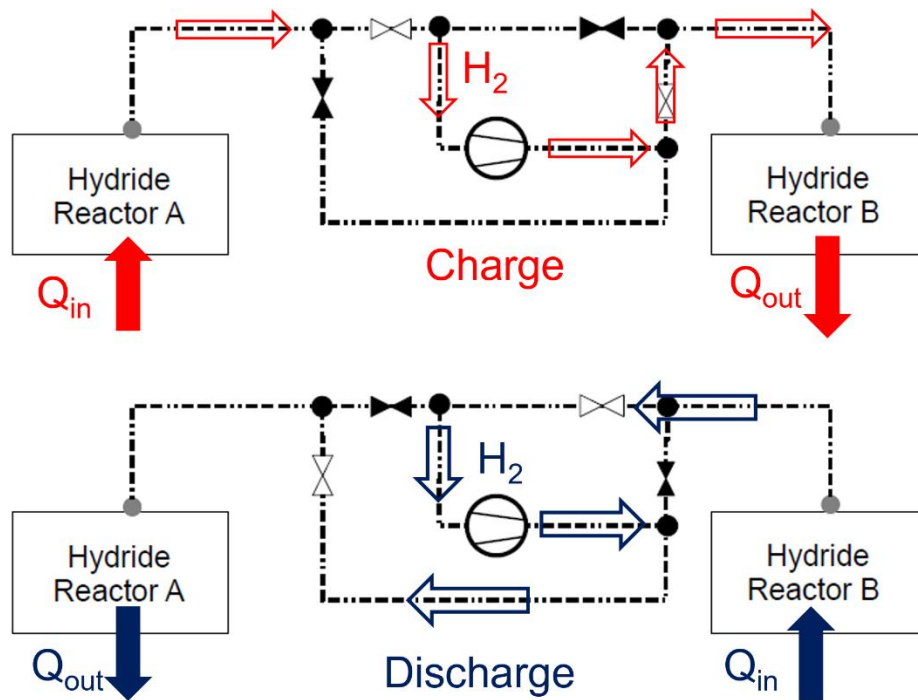 H2
Hydride
Reactor A
Hydride
Reactor B
Charge
Qin
Qout
H2
Hydride
Reactor A
Hydride
Reactor B
Qout
Discharge
Qin